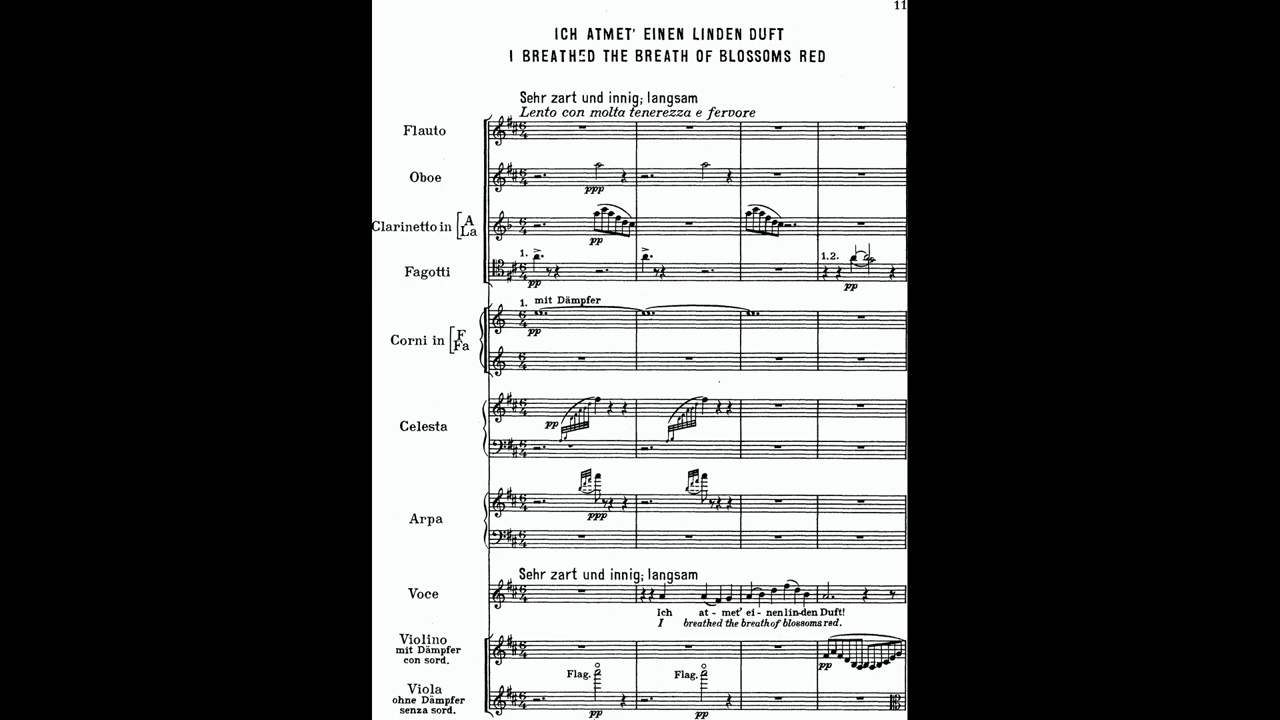 11
ICH ATMET' EINEN LINDEN DUFT
I BREATHED THE BREATH OF BLOSSOMS RED
Sehr zart und innig; langsam
Lento con molta tenerezza e fervore
Flauto
Oboe
ppp
Clarinetto in [A La
pp
Fagotti
1.
pp
1.2.
pp
1. mit Dämpfer
Corni in [F Fa
pp
Celesta
pp
Arpa
ppp
Sehr zart und innig; langsam
Voce
Ich at - met' ei - nen lin-den Duft!
I breathed the breath of blossoms red.
Violino
mit Dämpfer
con sord.
pp
Flag. Flag.
Viola
ohne Dämpfer
senza sord.
pp pp